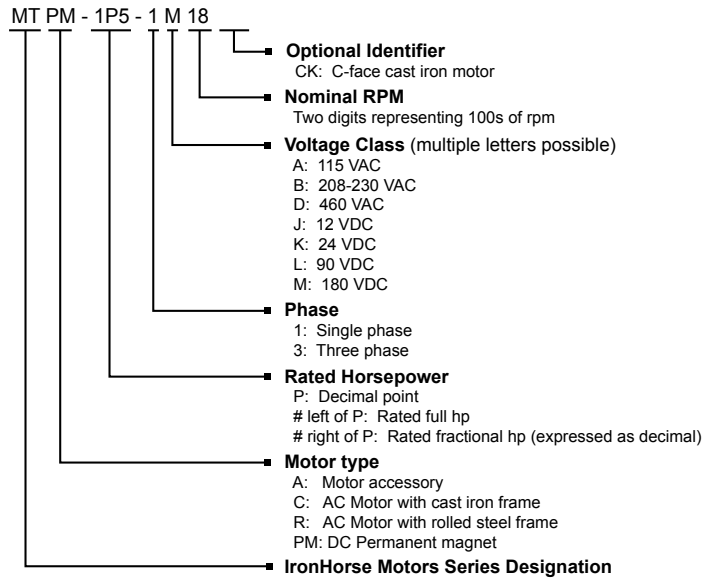 MT PM - 1P5 - 1 M 18
Optional Identifier
CK: C-face cast iron motor
Nominal RPM
Two digits representing 100s of rpm
Voltage Class (multiple letters possible)
A: 115 VAC
B: 208-230 VAC
D: 460 VAC
J: 12 VDC
K: 24 VDC
L: 90 VDC
M: 180 VDC
Phase
1: Single phase
3: Three phase
Rated Horsepower
P: Decimal point
# left of P: Rated full hp
# right of P: Rated fractional hp (expressed as decimal)
Motor type
A: Motor accessory
C: AC Motor with cast iron frame
R: AC Motor with rolled steel frame
PM: DC Permanent magnet
IronHorse Motors Series Designation